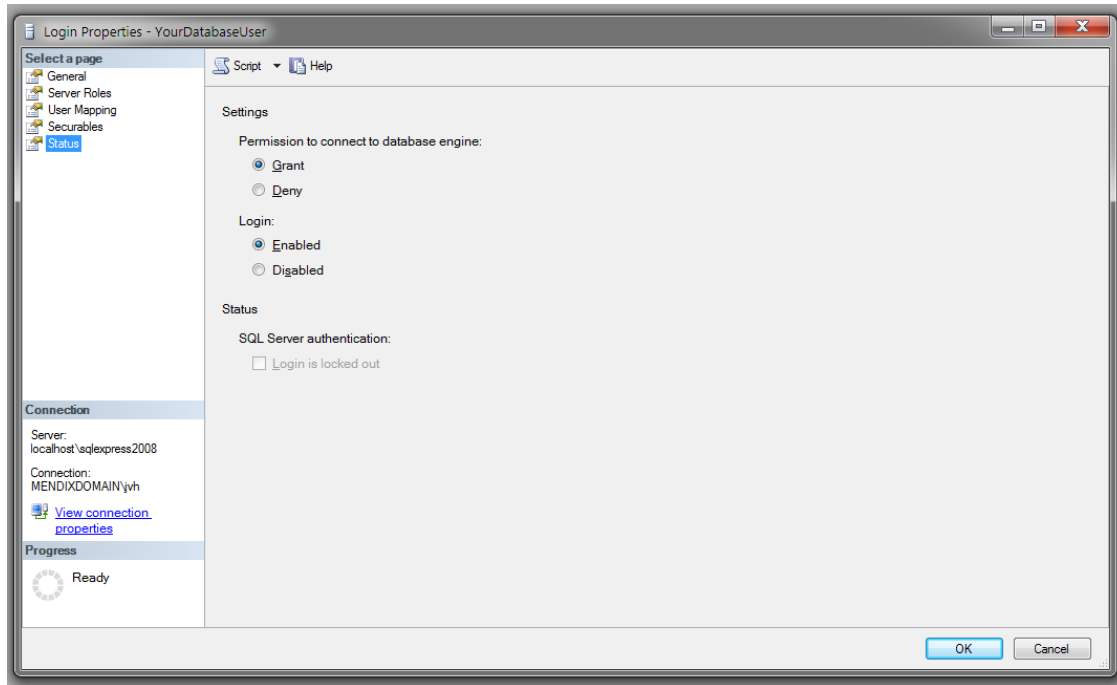 Login Properties - YourDatabaseUser
Select a page
General
Server Roles
User Mapping
Securables
Status
Script
Help
Settings
Permission to connect to database engine:
Grant
Deny
Login:
Enabled
Disabled
Status
SQL Server authentication:
Login is locked out
Connection
Server:
localhost\sqlexpress2008
Connection:
MENDIXDOMAIN\jvh
View connection
properties
Progress
Ready
OK
Cancel